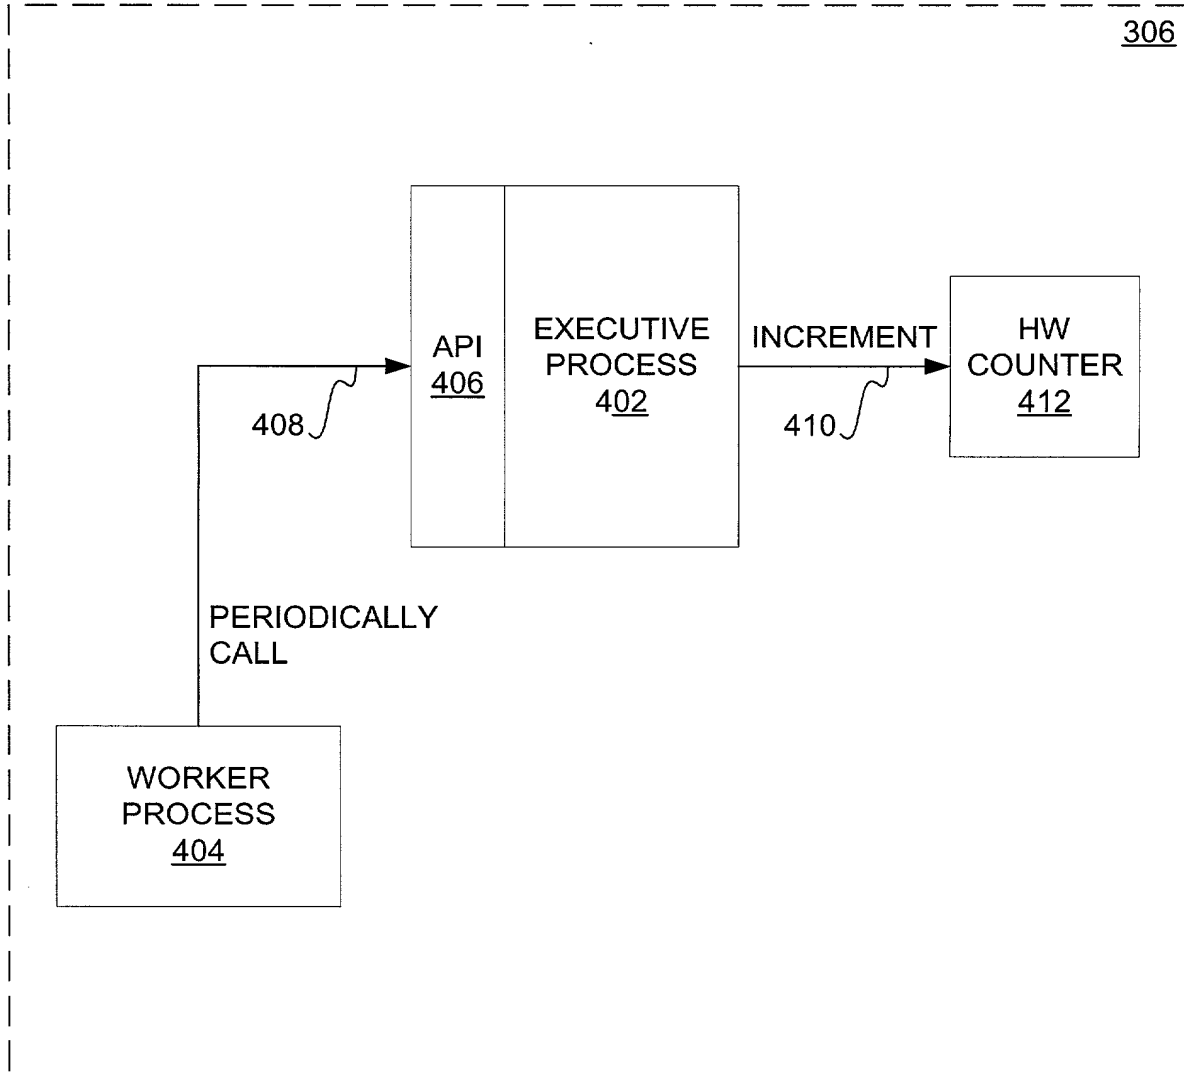 306
API
406
EXECUTIVE
PROCESS
402
INCREMENT
HW
COUNTER
412
408
410
PERIODICALLY
CALL
WORKER
PROCESS
404